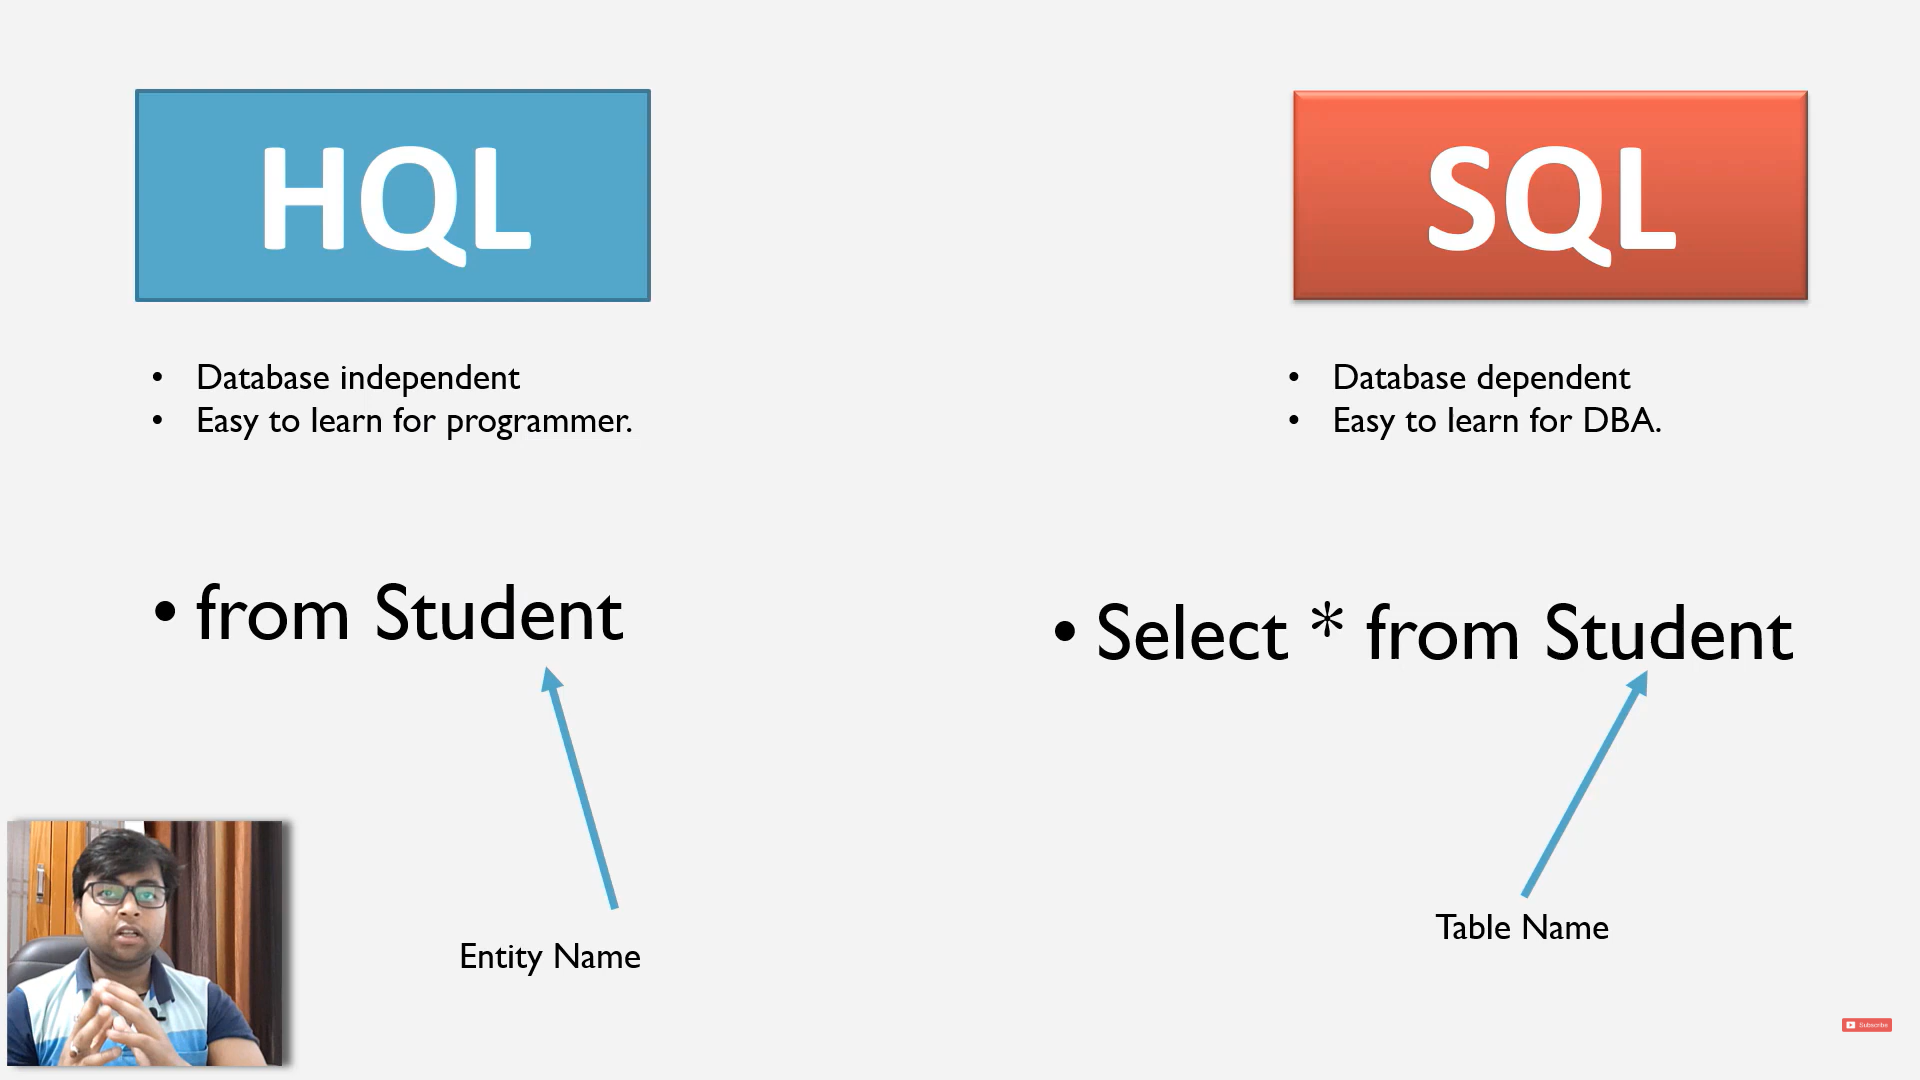 HQL
• Database independent
• Easy to learn for programmer.
• from Student
Entity Name
SQL
• Database dependent
• Easy to learn for DBA.
• Select * from Student
Table Name
Subscribe